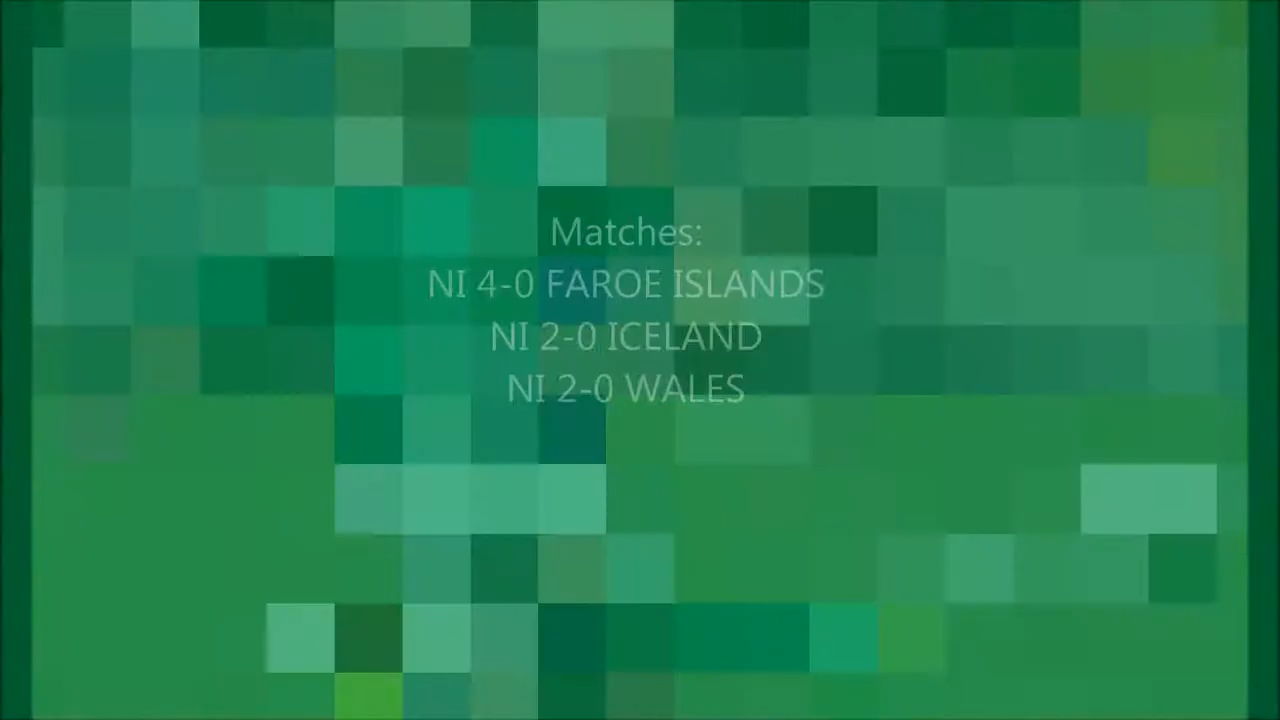 Matches:
NI 4-0 FAROE ISLANDS
NI 2-0 ICELAND
NI 2-0 WALES